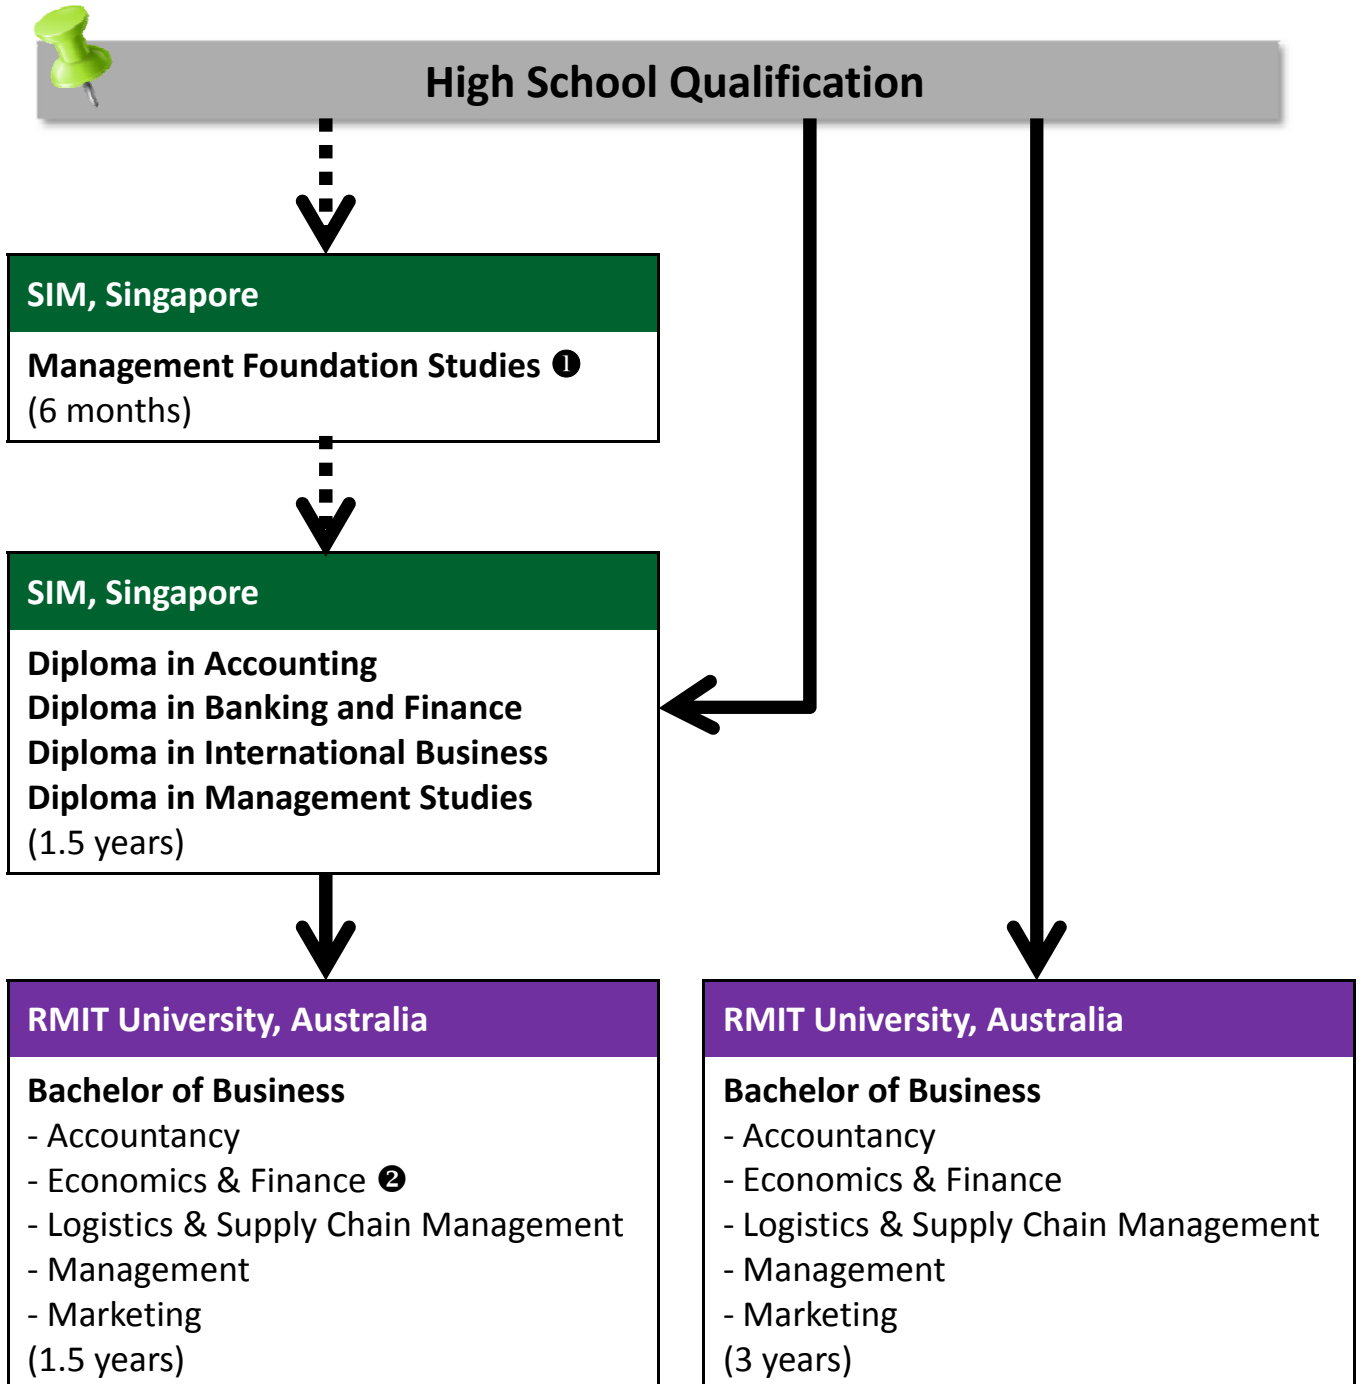 High School Qualification
SIM, Singapore
Management Foundation Studies ❶
(6 months)
SIM, Singapore
Diploma in Accounting
Diploma in Banking and Finance
Diploma in International Business
Diploma in Management Studies
(1.5 years)
RMIT University, Australia
Bachelor of Business
- Accountancy
- Economics & Finance ❷
- Logistics & Supply Chain Management
- Management
- Marketing
(1.5 years)
RMIT University, Australia
Bachelor of Business
- Accountancy
- Economics & Finance
- Logistics & Supply Chain Management
- Management
- Marketing
(3 years)